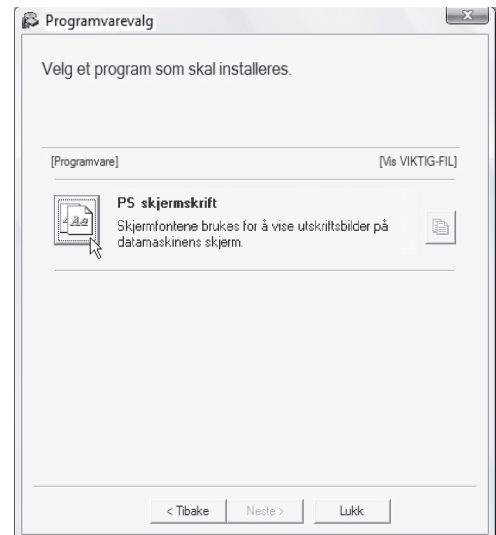 Programvarevalg
Velg et program som skal installeres.
[Programvare] [Vis VIKTIG-FIL]
PS skjermskrift
Skjermfontene brukes for å vise utskriftsbilder på
datamaskinens skjerm.
< Tibake Neste > Lukk